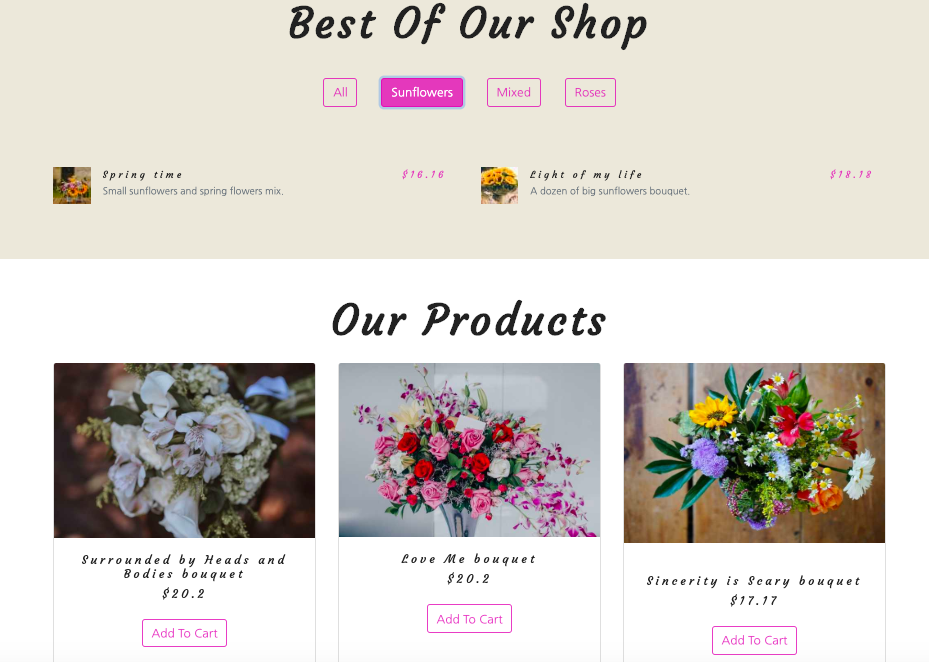 Best Of Our Shop
All Sunflowers Mixed Roses
Spring time $16.16
Small sunflowers and spring flowers mix.
Light of my life $18.18
A dozen of big sunflowers bouquet.
Our Products
Surrounded by Heads and
Bodies bouquet
$20.2
Add To Cart
Love Me bouquet
$20.2
Add To Cart
Sincerity is Scary bouquet
$17.17
Add To Cart